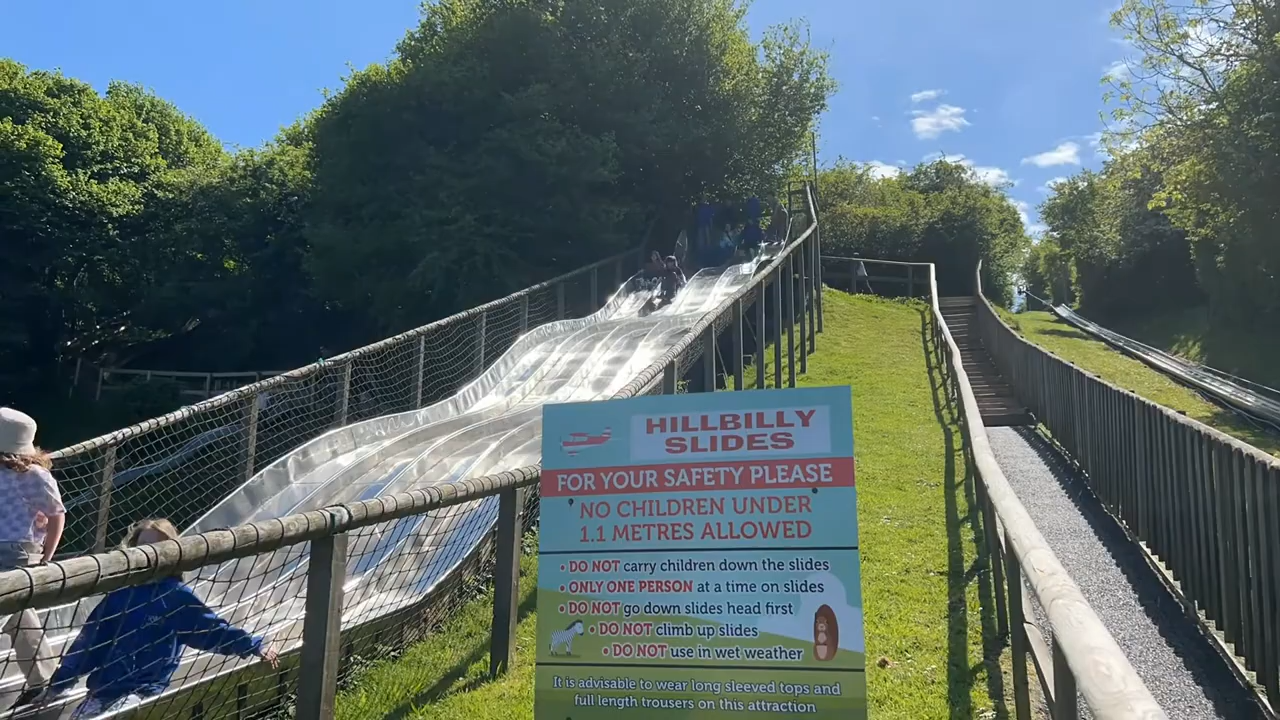 HILLBILLY
SLIDES
FOR YOUR SAFETY PLEASE
NO CHILDREN UNDER
1.1 METRES ALLOWED
• DO NOT carry children down the slides
• ONLY ONE PERSON at a time on slides
• DO NOT go down slides head first
• DO NOT climb up slides
• DO NOT use in wet weather
It is advisable to wear long sleeved tops and
full length trousers on this attraction